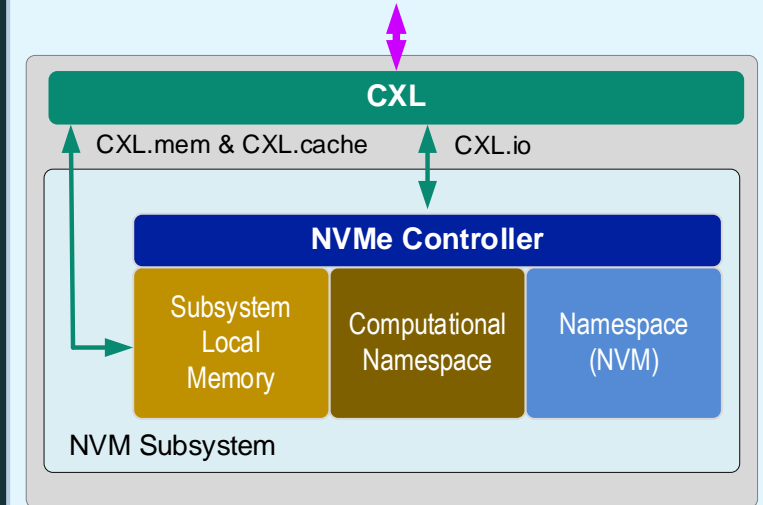 CXL
CXL.mem & CXL.cache
CXL.io
NVMe Controller
Subsystem
Local
Memory
Computational
Namespace
Namespace
(NVM)
NVM Subsystem